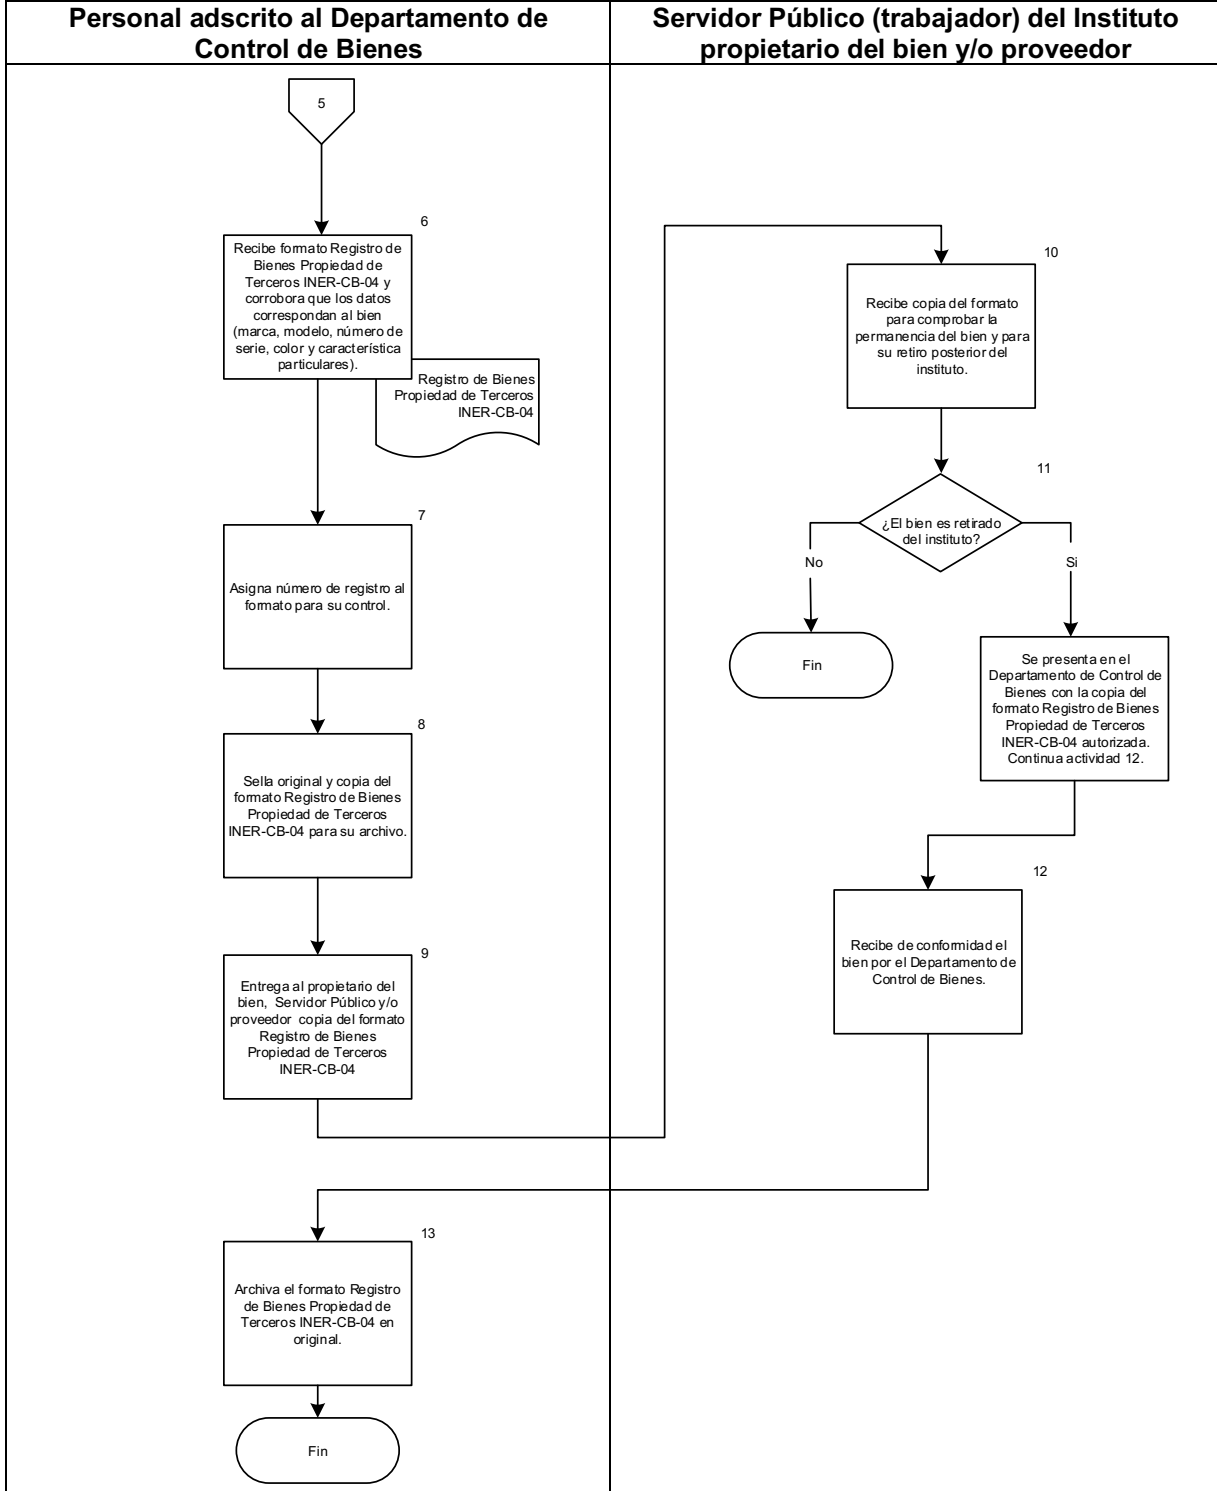 Personal adscrito al Departamento de
Control de Bienes
Servidor Público (trabajador) del Instituto
propietario del bien y/o proveedor
5
6
Recibe formato Registro de
Bienes Propiedad de
Terceros INER-CB-04 y
corrobora que los datos
correspondan al bien
(marca, modelo, número de
serie, color y característica
particulares).
Registro de Bienes
Propiedad de Terceros
INER-CB-04
7
Asigna número de registro al
formato para su control.
8
Sella original y copia del
formato Registro de Bienes
Propiedad de Terceros
INER-CB-04 para su archivo.
9
Entrega al propietario del
bien, Servidor Público y/o
proveedor copia del formato
Registro de Bienes
Propiedad de Terceros
INER-CB-04
10
Recibe copia del formato
para comprobar la
permanencia del bien y para
su retiro posterior del
instituto.
11
¿El bien es retirado
del instituto?
No
Si
Fin
Se presenta en el
Departamento de Control de
Bienes con la copia del
formato Registro de Bienes
Propiedad de Terceros
INER-CB-04 autorizada.
Continua actividad 12.
12
Recibe de conformidad el
bien por el Departamento de
Control de Bienes.
13
Archiva el formato Registro
de Bienes Propiedad de
Terceros INER-CB-04 en
original.
Fin